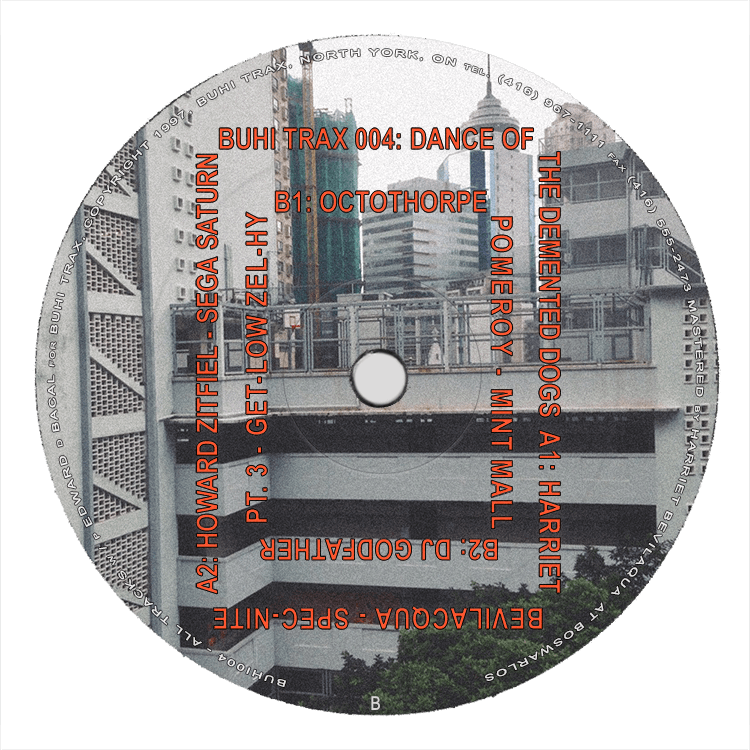 BUHI TRAX 004: DANCE OF
THE DEMENTED DOGS A1: HARRIET
BEVILACQUA - SPEC-NITE
A2: HOWARD ZITFIEL - SEGA SATURN
B1: OCTOTHORPE
POMEROY - MINT MALL
B2: DJ GODFATHER
PT. 3 - GET-LOW ZEL-HY
BUHI004 - ALL TRACKS W/P EDWARD D BACAL FOR BUHI TRAX. COPYRIGHT 1997, BUHI TRAX, NORTH YORK, ON TEL. (416) 967-1111 FAX (416) 555-2473 MASTERED BY HARRIET BEVILACQUA AT BOSWARLOS
B